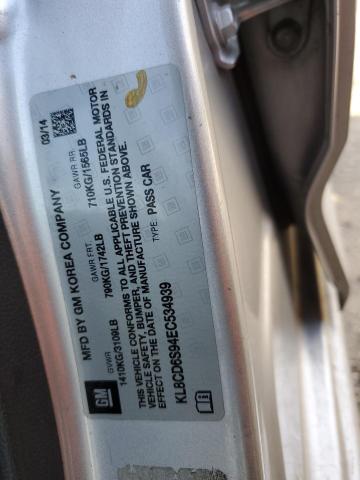 GM
MFD BY GM KOREA COMPANY 03/14
GVWR GAWR FRT. GAWR RR.
1410KG/3109LB 790KG/1742LB 710KG/1565LB
THIS VEHICLE CONFORMS TO ALL APPLICABLE U.S. FEDERAL MOTOR
VEHICLE SAFETY, BUMPER, AND THEFT PREVENTION STANDARDS IN
EFFECT ON THE DATE OF MANUFACTURE SHOWN ABOVE.
TYPE: PASS CAR
KL8CD6S94EC534939